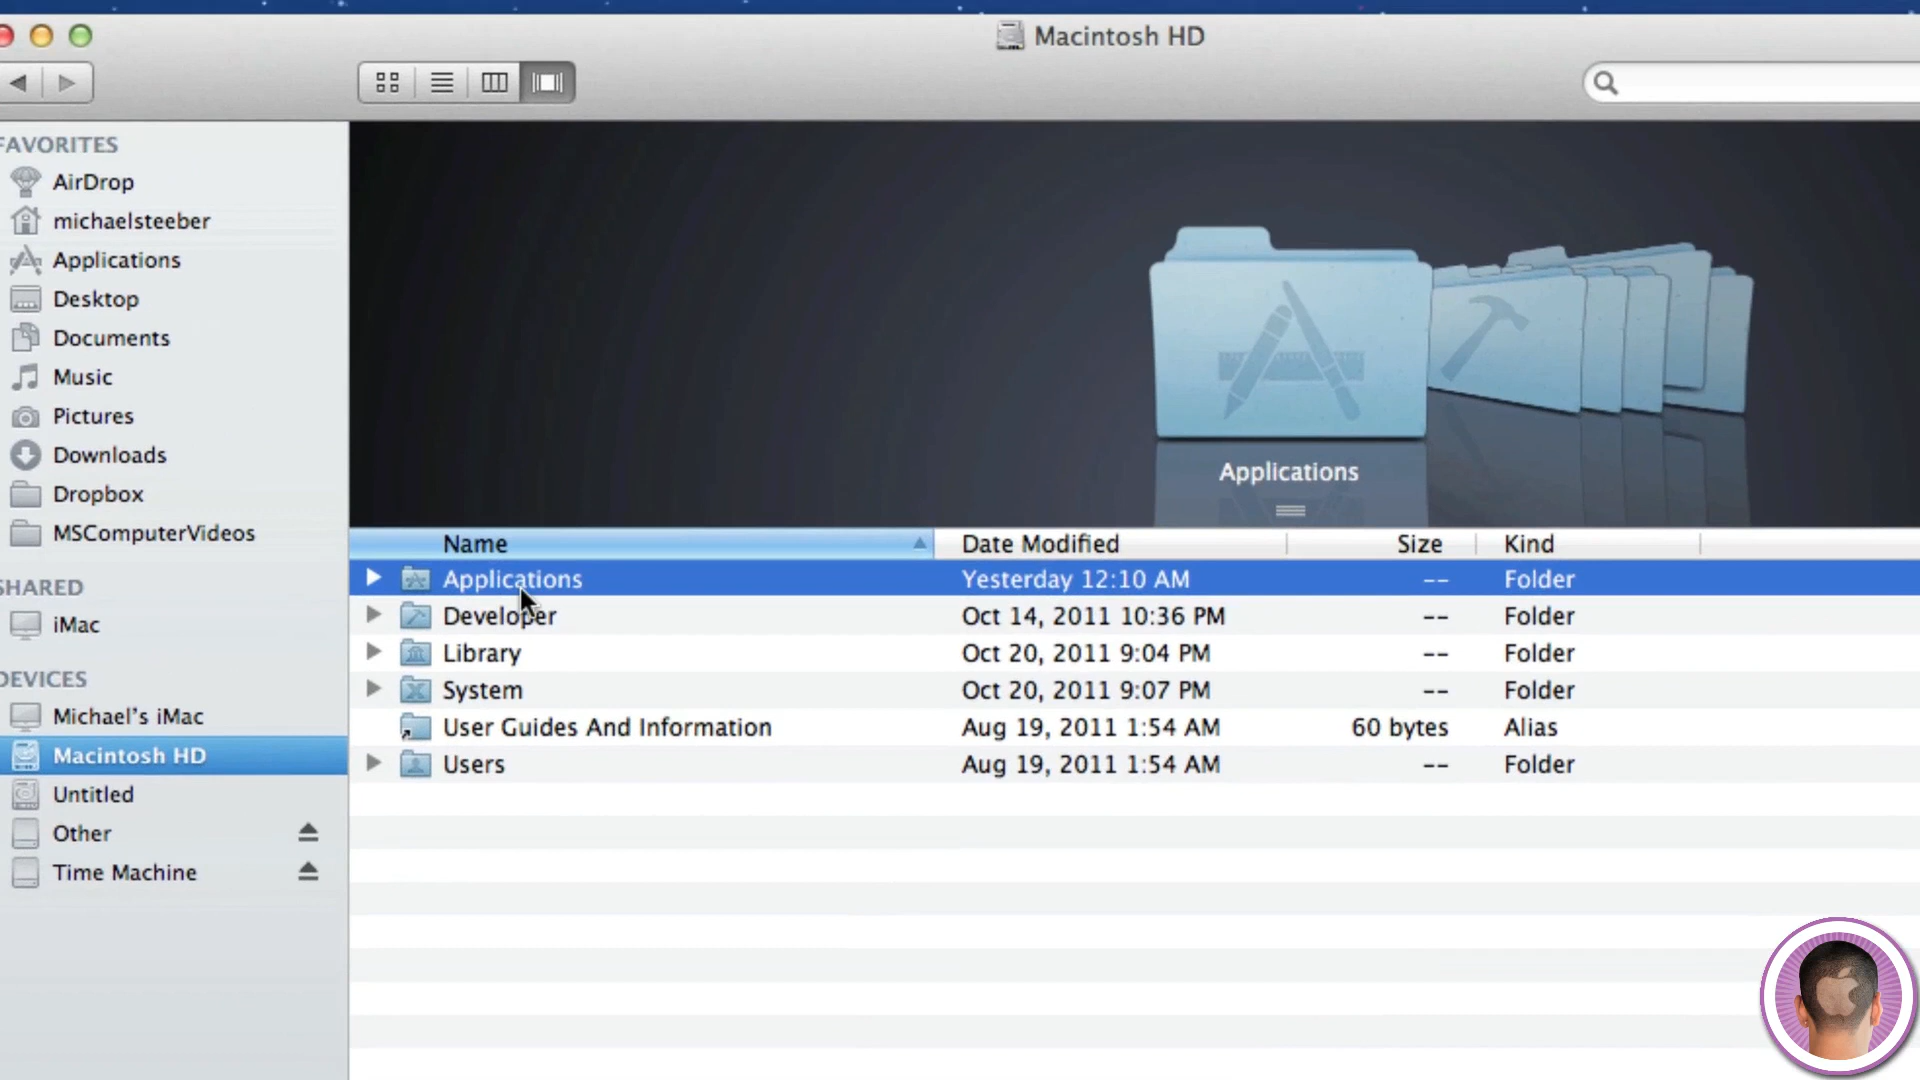 Macintosh HD
FAVORITES
AirDrop
michaelsteeber
Applications
Desktop
Documents
Music
Pictures
Downloads
Dropbox
MSComputerVideos
SHARED
iMac
DEVICES
Michael's iMac
Macintosh HD
Untitled
Other
Time Machine
Applications
Name Date Modified Size Kind
Applications Yesterday 12:10 AM -- Folder
Developer Oct 14, 2011 10:36 PM -- Folder
Library Oct 20, 2011 9:04 PM -- Folder
System Oct 20, 2011 9:07 PM -- Folder
User Guides And Information Aug 19, 2011 1:54 AM 60 bytes Alias
Users Aug 19, 2011 1:54 AM -- Folder